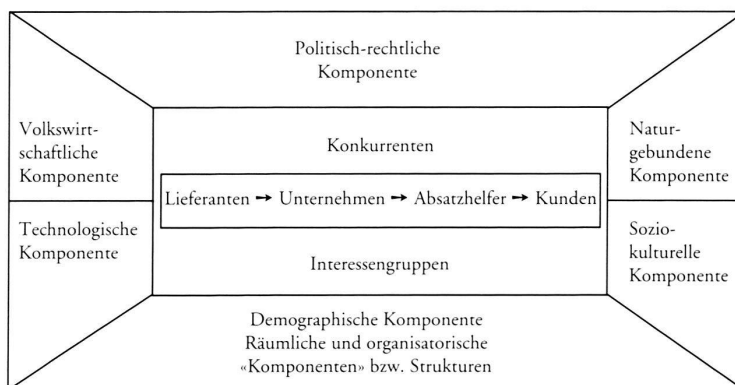 Politisch-rechtliche
Komponente
Volkswirt-
schaftliche
Komponente
Konkurrenten
Natur-
gebundene
Komponente
Lieferanten → Unternehmen → Absatzhelfer → Kunden
Technologische
Komponente
Interessengruppen
Sozio-
kulturelle
Komponente
Demographische Komponente
Räumliche und organisatorische
«Komponenten» bzw. Strukturen